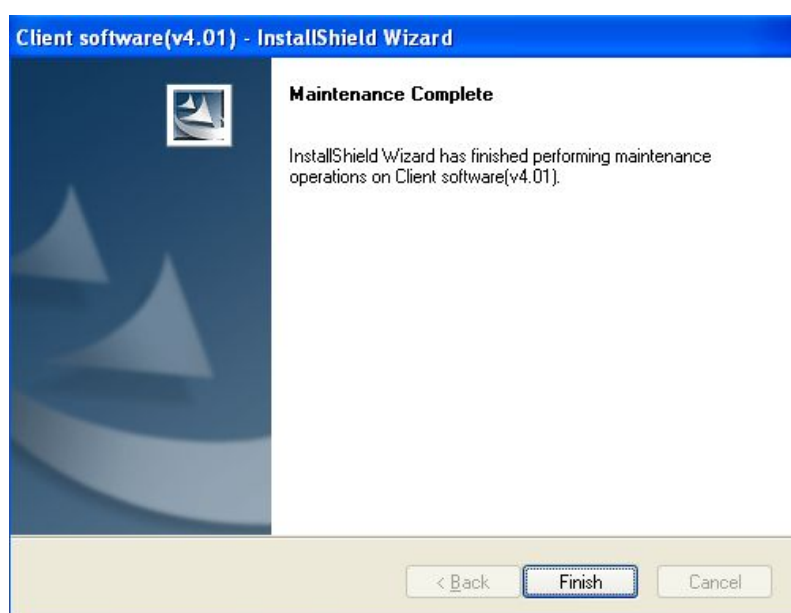 Client software(v4.01) - InstallShield Wizard
Maintenance Complete
InstallShield Wizard has finished performing maintenance
operations on Client software(v4.01).
< Back
Finish
Cancel